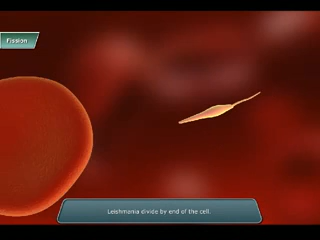 Fission
Leishmania divide by end of the cell.